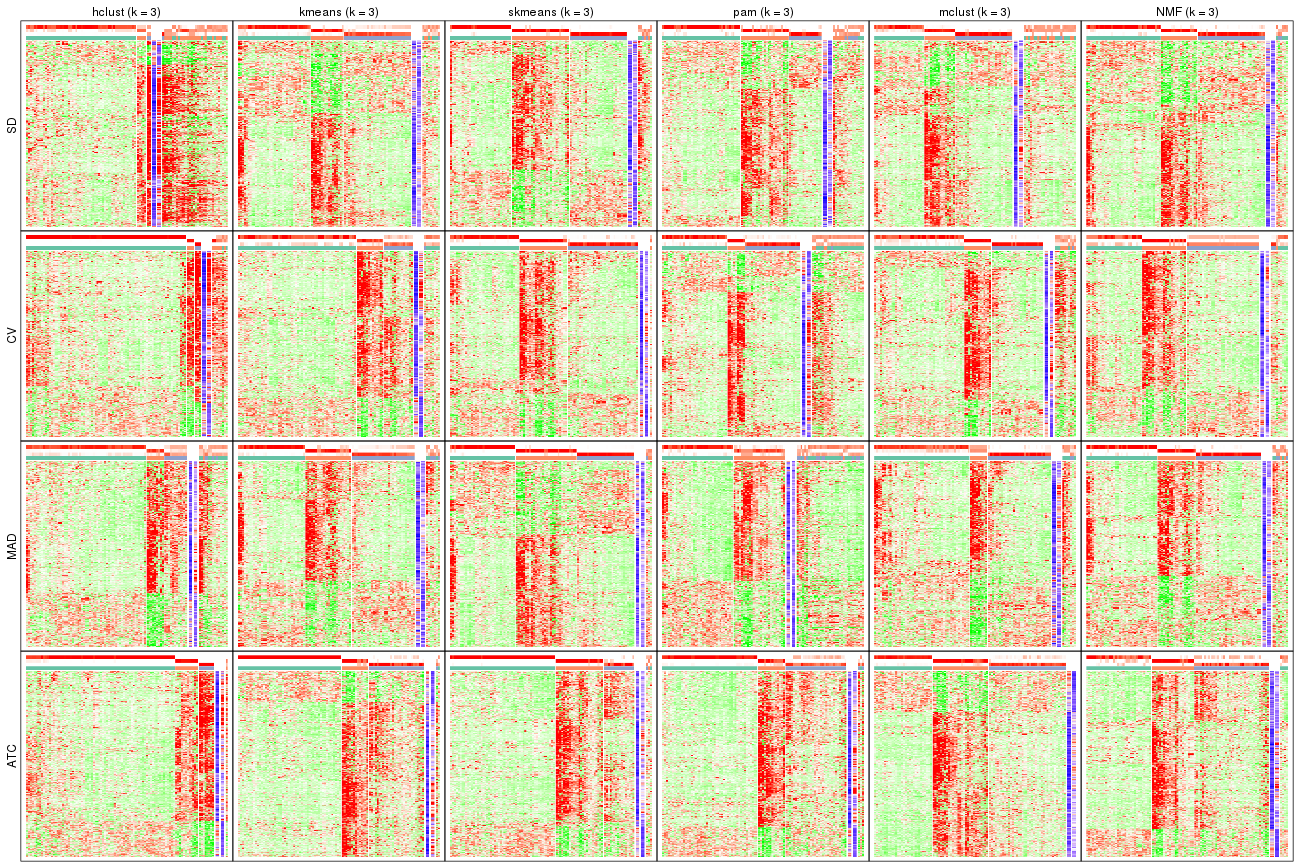 hclust (k = 3) kmeans (k = 3) skmeans (k = 3) pam (k = 3) mclust (k = 3) NMF (k = 3)
SD
CV
MAD
ATC